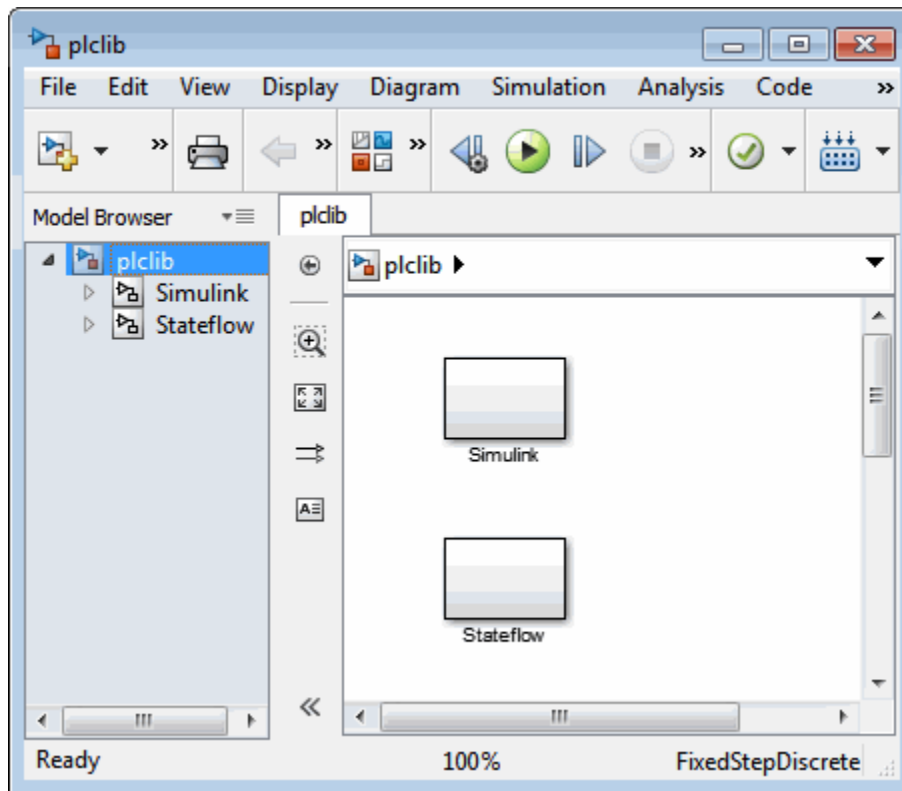 plclib
File Edit View Display Diagram Simulation Analysis Code »
Model Browser
plclib
plclib
Simulink
Stateflow
plclib
Simulink
Stateflow
Ready 100% FixedStepDiscrete